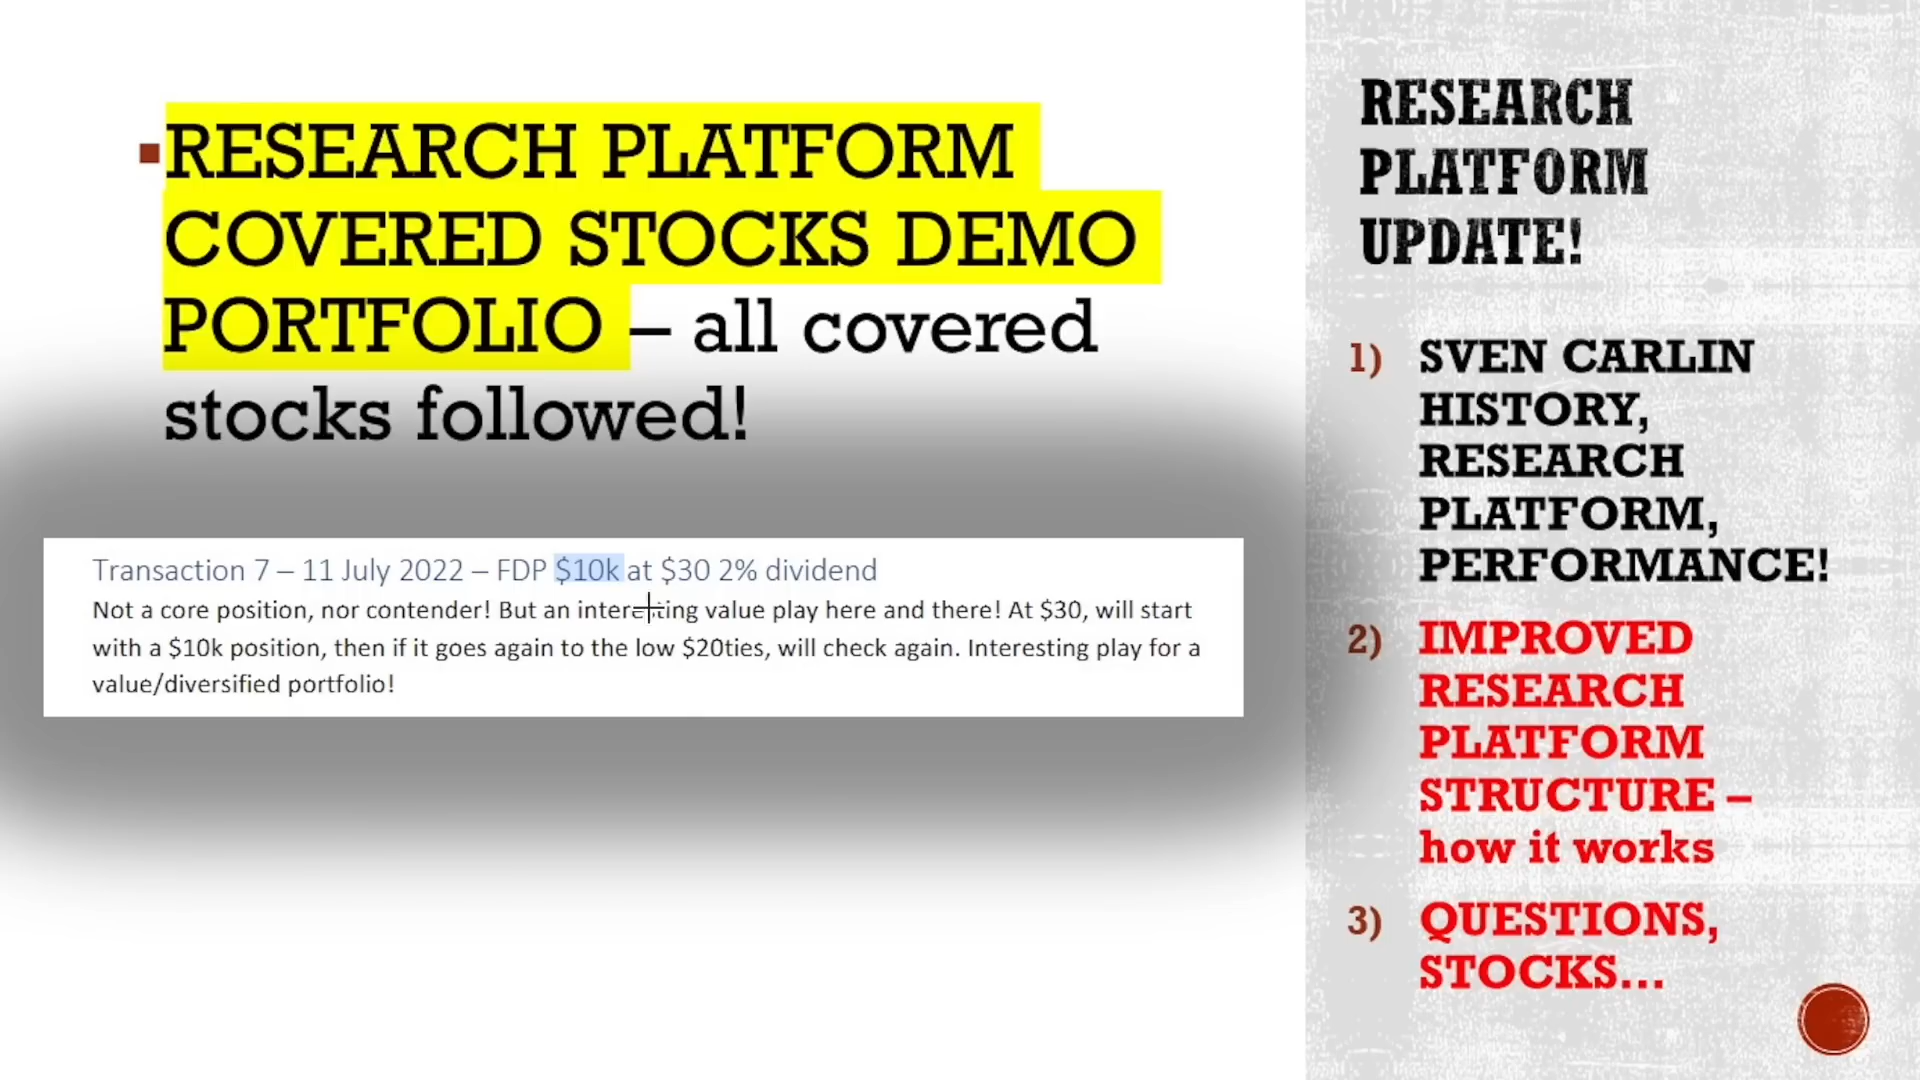 RESEARCH PLATFORM
COVERED STOCKS DEMO
PORTFOLIO – all covered
stocks followed!
Transaction 7 – 11 July 2022 – FDP $10k at $30 2% dividend
Not a core position, nor contender! But an interesting value play here and there! At $30, will start
with a $10k position, then if it goes again to the low $20ties, will check again. Interesting play for a
value/diversified portfolio!
RESEARCH
PLATFORM
UPDATE!
1) SVEN CARLIN
HISTORY,
RESEARCH
PLATFORM,
PERFORMANCE!
2) IMPROVED
RESEARCH
PLATFORM
STRUCTURE –
how it works
3) QUESTIONS,
STOCKS...